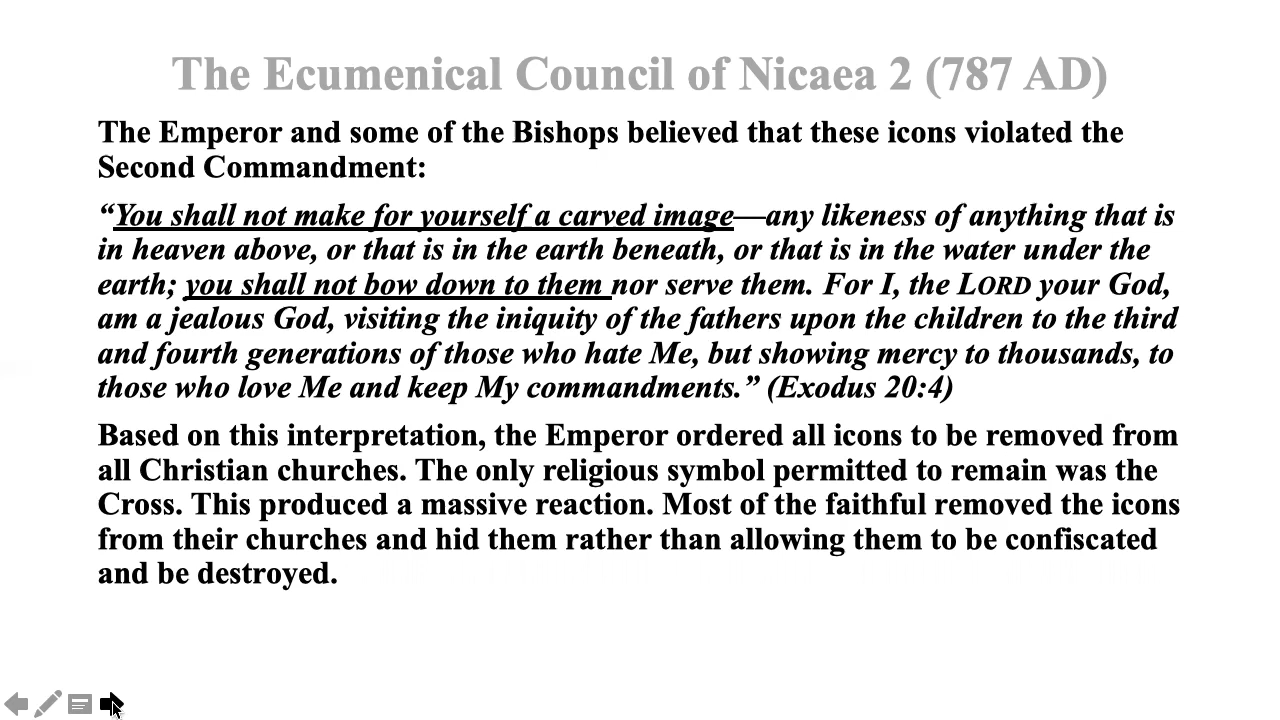 The Ecumenical Council of Nicaea 2 (787 AD)
The Emperor and some of the Bishops believed that these icons violated the
Second Commandment:
“You shall not make for yourself a carved image—any likeness of anything that is
in heaven above, or that is in the earth beneath, or that is in the water under the
earth; you shall not bow down to them nor serve them. For I, the LORD your God,
am a jealous God, visiting the iniquity of the fathers upon the children to the third
and fourth generations of those who hate Me, but showing mercy to thousands, to
those who love Me and keep My commandments.” (Exodus 20:4)
Based on this interpretation, the Emperor ordered all icons to be removed from
all Christian churches. The only religious symbol permitted to remain was the
Cross. This produced a massive reaction. Most of the faithful removed the icons
from their churches and hid them rather than allowing them to be confiscated
and be destroyed.